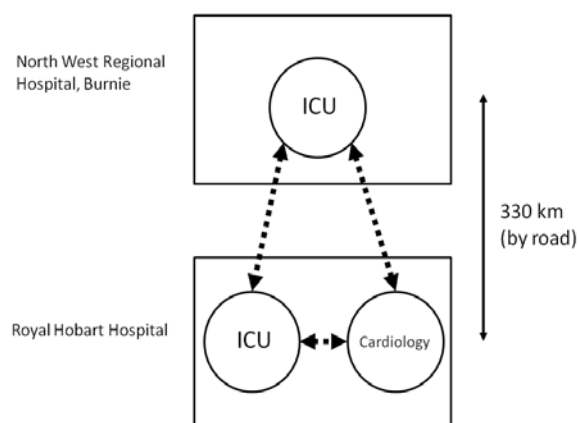 North West Regional
Hospital, Burnie
ICU
330 km
(by road)
Royal Hobart Hospital
ICU
Cardiology